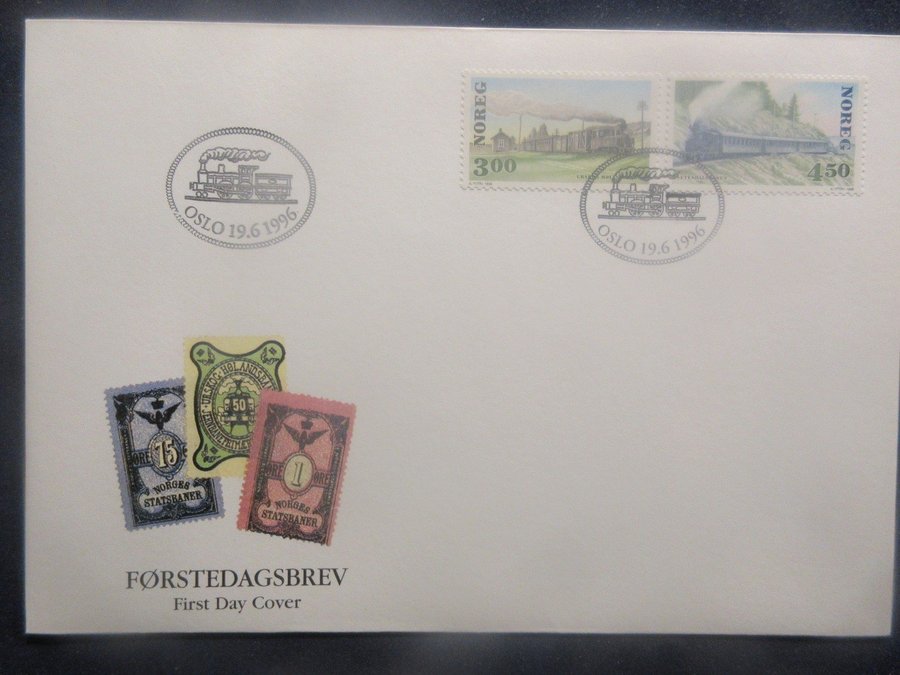 NOREG
3.00
NOREG
4.50
OSLO 19.6 1996
OSLO 19.6 1996
50
75
ØRE
NORGES
STATSBANER
1
ØRE
NORGES
STATSBANER
FØRSTEDAGSBREV
First Day Cover